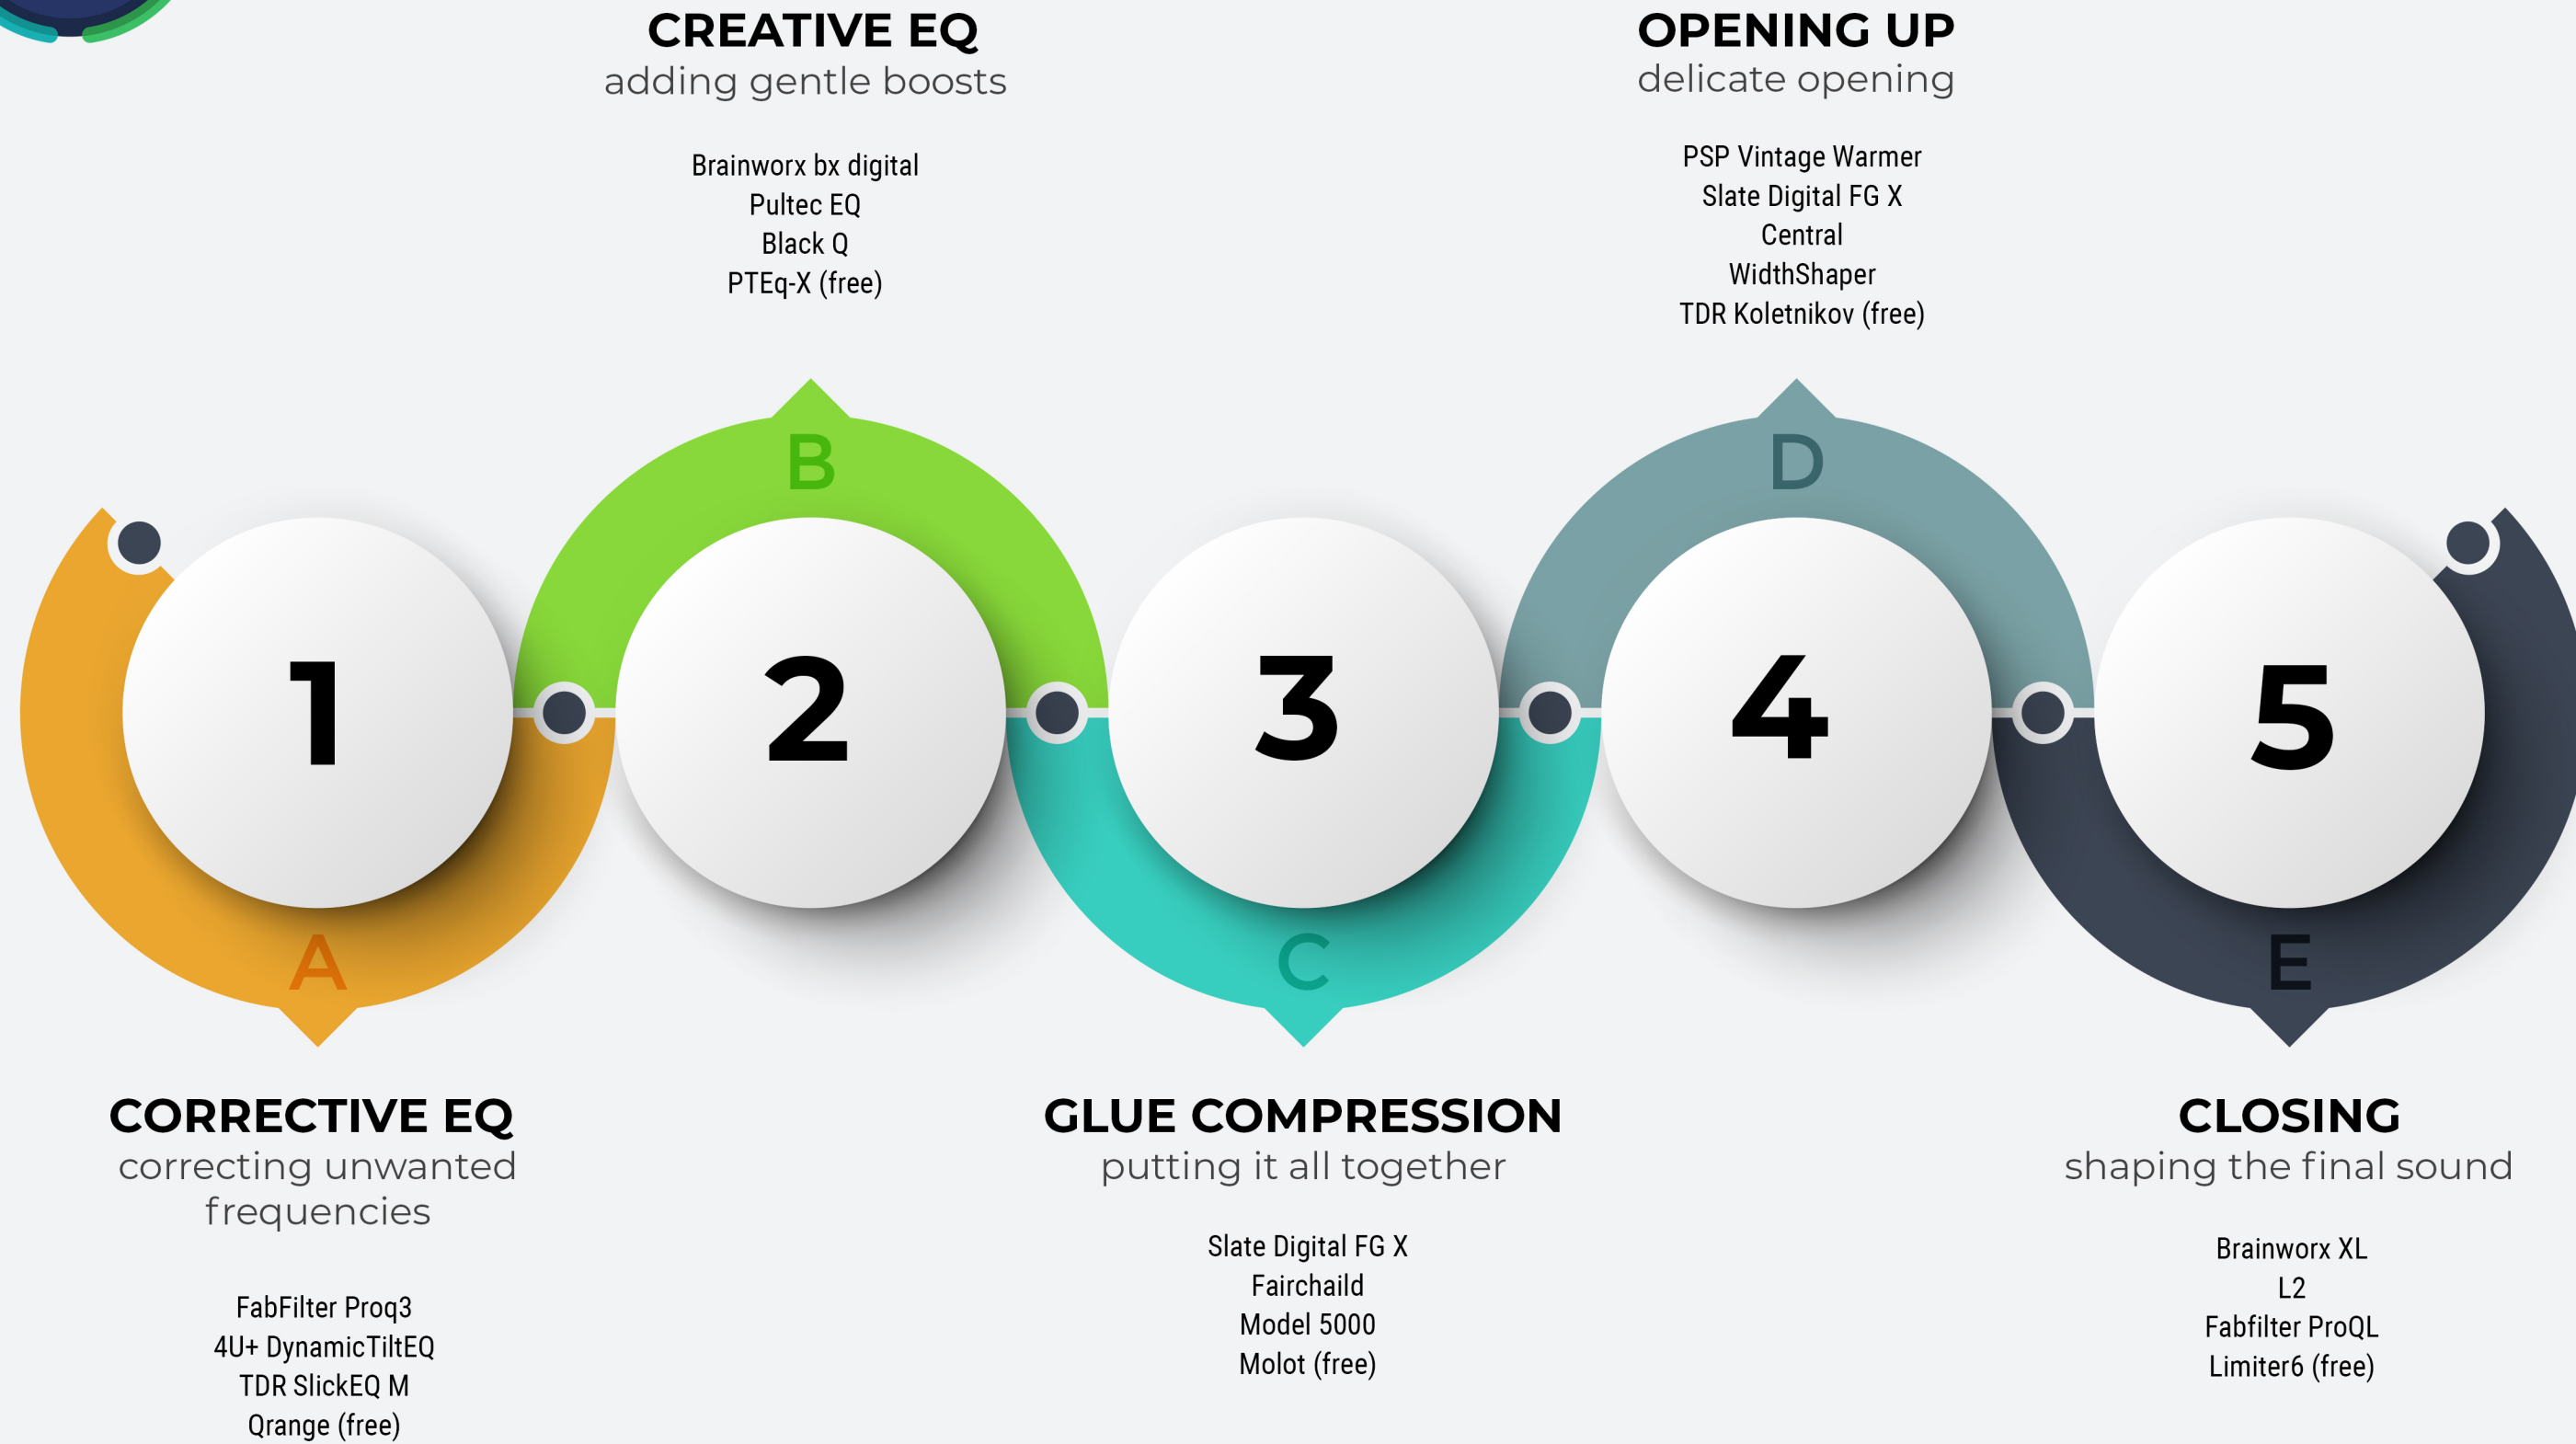 CREATIVE EQ
adding gentle boosts
Brainworx bx digital
Pultec EQ
Black Q
PTEq-X (free)
OPENING UP
delicate opening
PSP Vintage Warmer
Slate Digital FG X
Central
WidthShaper
TDR Koletnikov (free)
B
D
1
2
3
4
5
A
C
E
CORRECTIVE EQ
correcting unwanted
frequencies
FabFilter Proq3
4U+ DynamicTiltEQ
TDR SlickEQ M
Qrange (free)
GLUE COMPRESSION
putting it all together
Slate Digital FG X
Fairchaild
Model 5000
Molot (free)
CLOSING
shaping the final sound
Brainworx XL
L2
Fabfilter ProQL
Limiter6 (free)